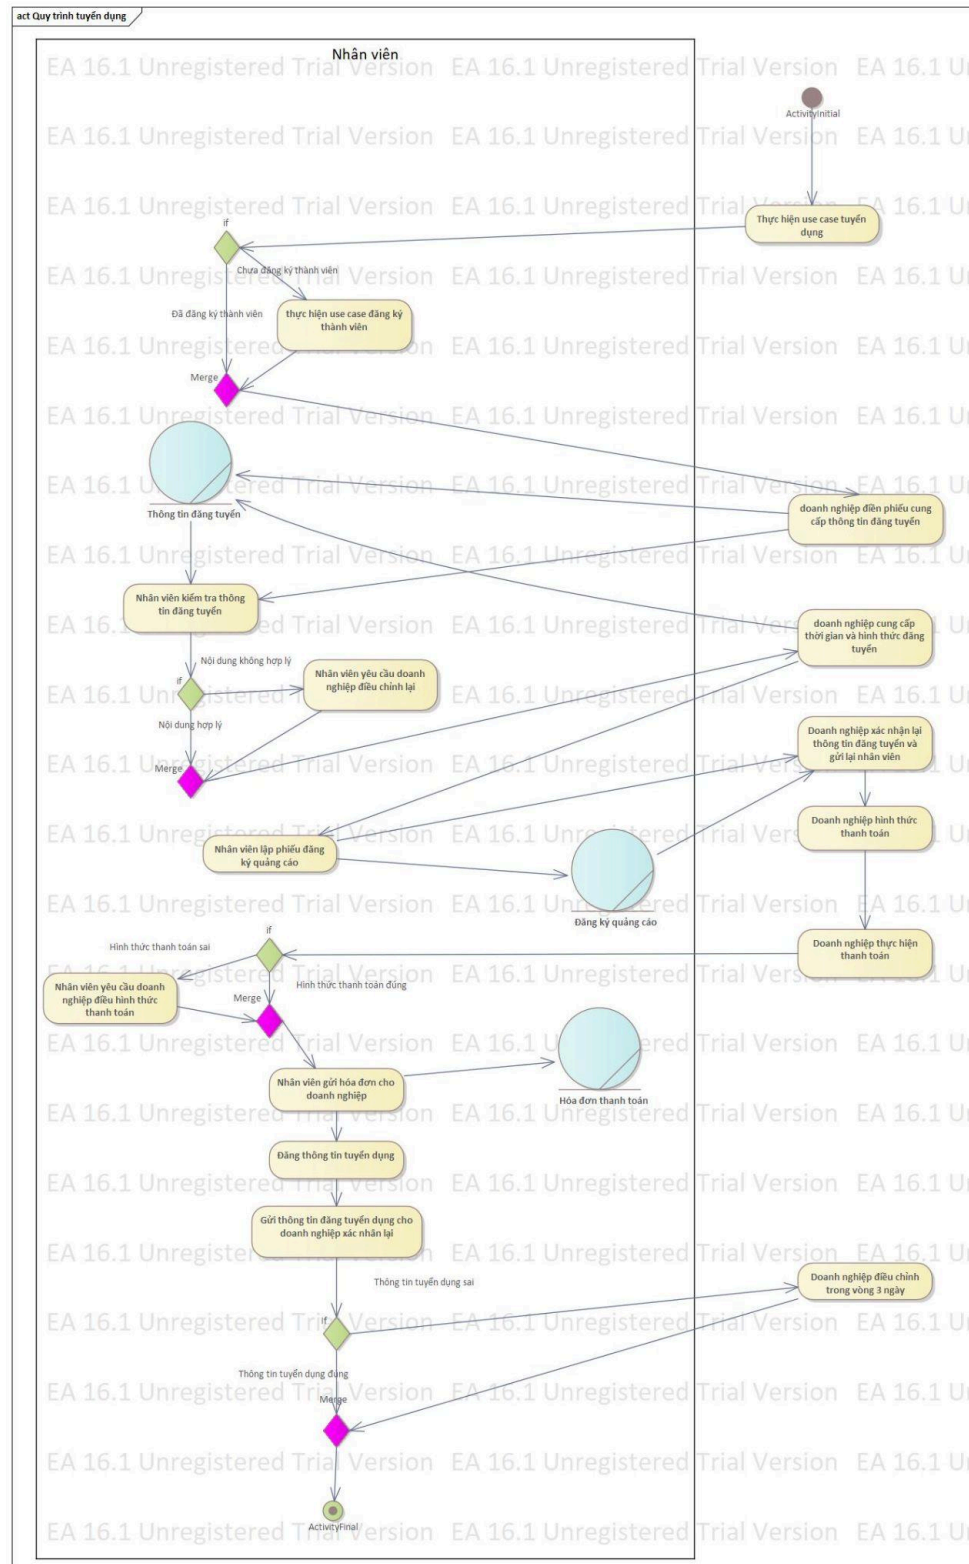 act Quy trình tuyển dụng
Nhân viên
EA 16.1 Unregistered Trial Version EA 16.1 Unregistered Trial Version EA 16.1
ActivityInitial
Thực hiện use case tuyển
dụng
if
Chưa đăng ký thành viên
Đã đăng ký thành viên
thực hiện use case đăng ký
thành viên
Merge
Thông tin đăng tuyển
doanh nghiệp điền phiếu cung
cấp thông tin đăng tuyển
Nhân viên kiểm tra thông
tin đăng tuyển
doanh nghiệp cung cấp
thời gian và hình thức đăng
tuyển
Nội dung không hợp lý
if
Nhân viên yêu cầu doanh
nghiệp điều chỉnh lại
Nội dung hợp lý
Merge
Doanh nghiệp xác nhận lại
thông tin đăng tuyển và
gửi lại nhân viên
Doanh nghiệp hình thức
thanh toán
Nhân viên lập phiếu đăng
ký quảng cáo
Đăng ký quảng cáo
Doanh nghiệp thực hiện
thanh toán
if
Hình thức thanh toán sai
Hình thức thanh toán đúng
Nhân viên yêu cầu doanh
nghiệp điều hình thức
thanh toán
Merge
Nhân viên gửi hóa đơn cho
doanh nghiệp
Hóa đơn thanh toán
Đăng thông tin tuyển dụng
Gửi thông tin đăng tuyển dụng cho
doanh nghiệp xác nhân lại
Thông tin tuyển dụng sai
Doanh nghiệp điều chỉnh
trong vòng 3 ngày
if
Thông tin tuyển dụng đúng
Merge
ActivityFinal